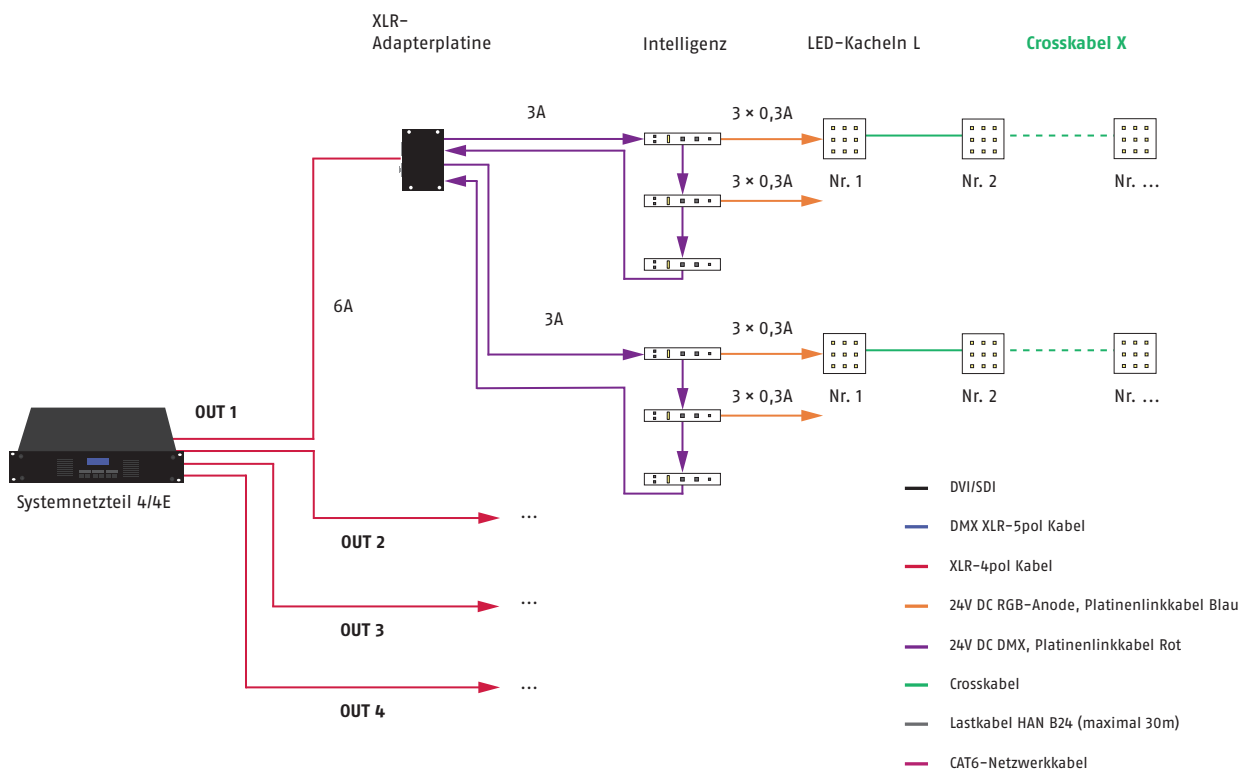 XLR-
Adapterplatine
Intelligenz
LED-Kacheln L
Crosskabel X
3A
3 × 0,3A
Nr. 1
Nr. 2
Nr. ...
3 × 0,3A
6A
3A
3 × 0,3A
Nr. 1
Nr. 2
Nr. ...
3 × 0,3A
OUT 1
Systemnetzteil 4/4E
...
OUT 2
...
OUT 3
...
OUT 4
DVI/SDI
DMX XLR-5pol Kabel
XLR-4pol Kabel
24V DC RGB-Anode, Platinenlinkkabel Blau
24V DC DMX, Platinenlinkkabel Rot
Crosskabel
Lastkabel HAN B24 (maximal 30m)
CAT6-Netzwerkkabel